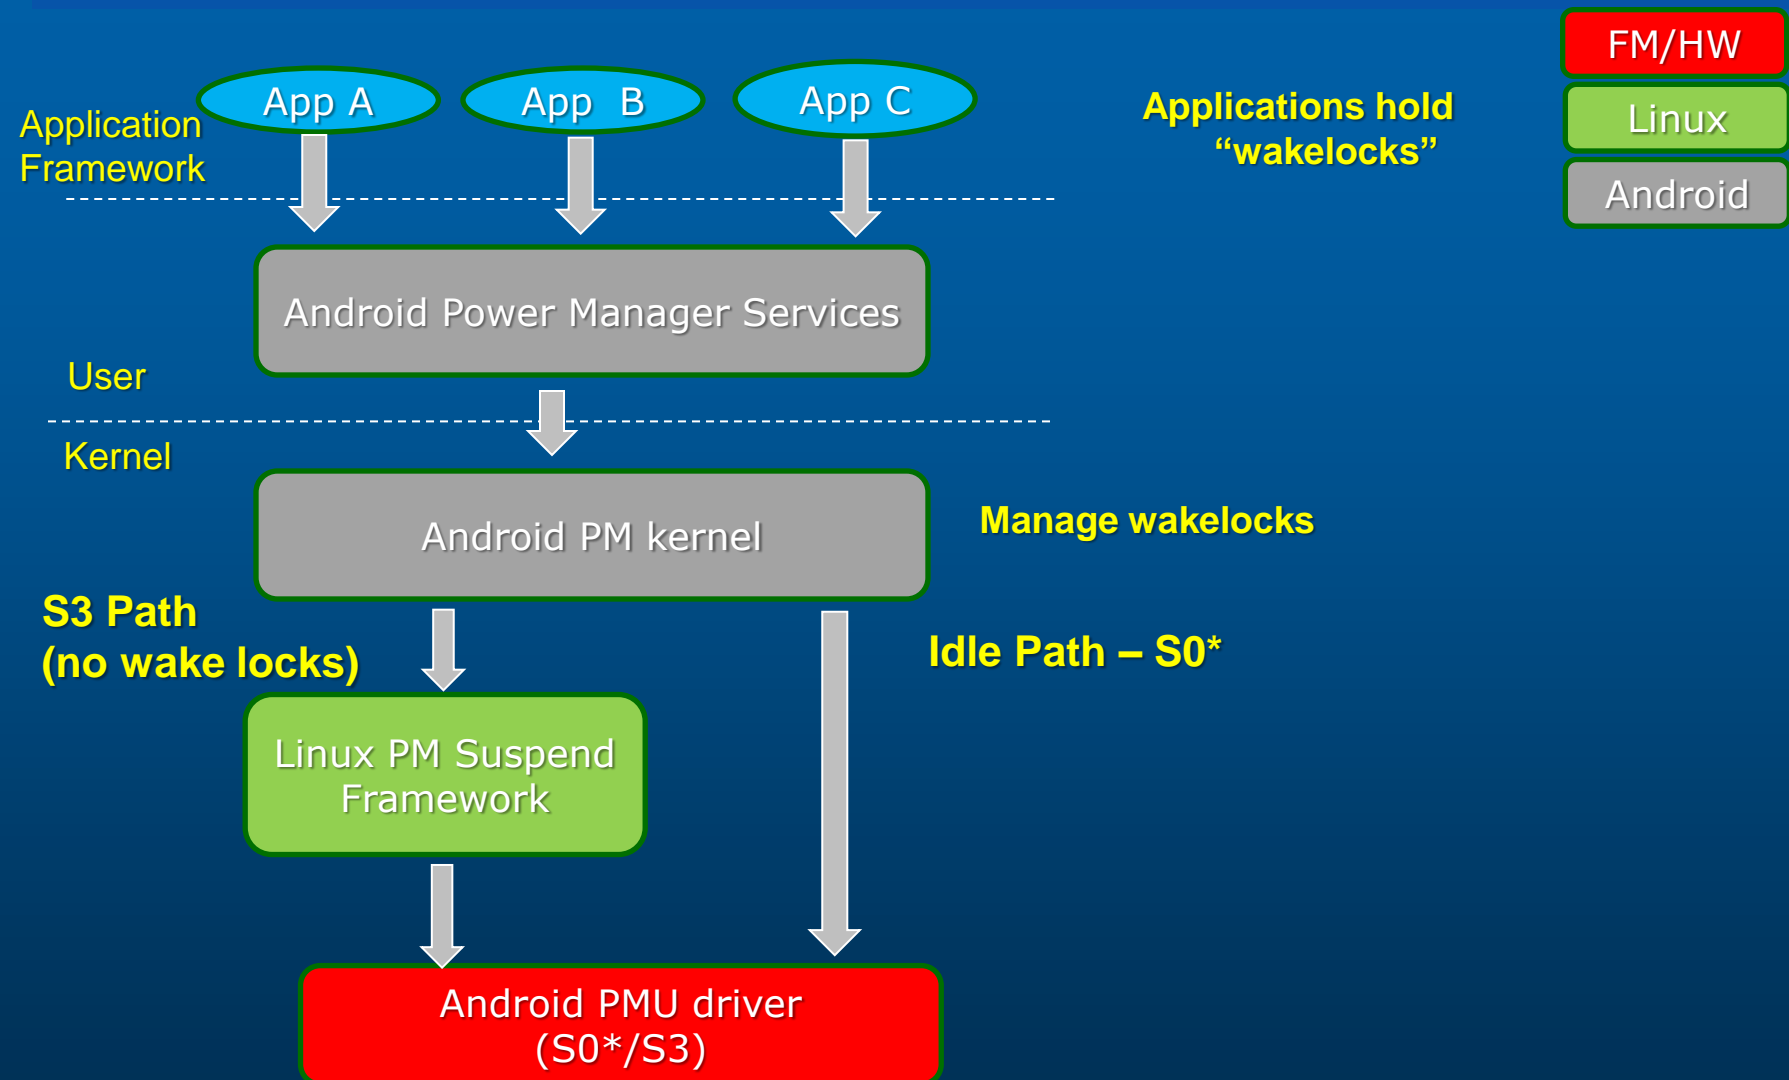 FM/HW
Linux
Android
App A
App B
App C
Application
Framework
Applications hold
“wakelocks”
Android Power Manager Services
User
Kernel
Android PM kernel
Manage wakelocks
S3 Path
(no wake locks)
Idle Path – S0*
Linux PM Suspend
Framework
Android PMU driver
(S0*/S3)